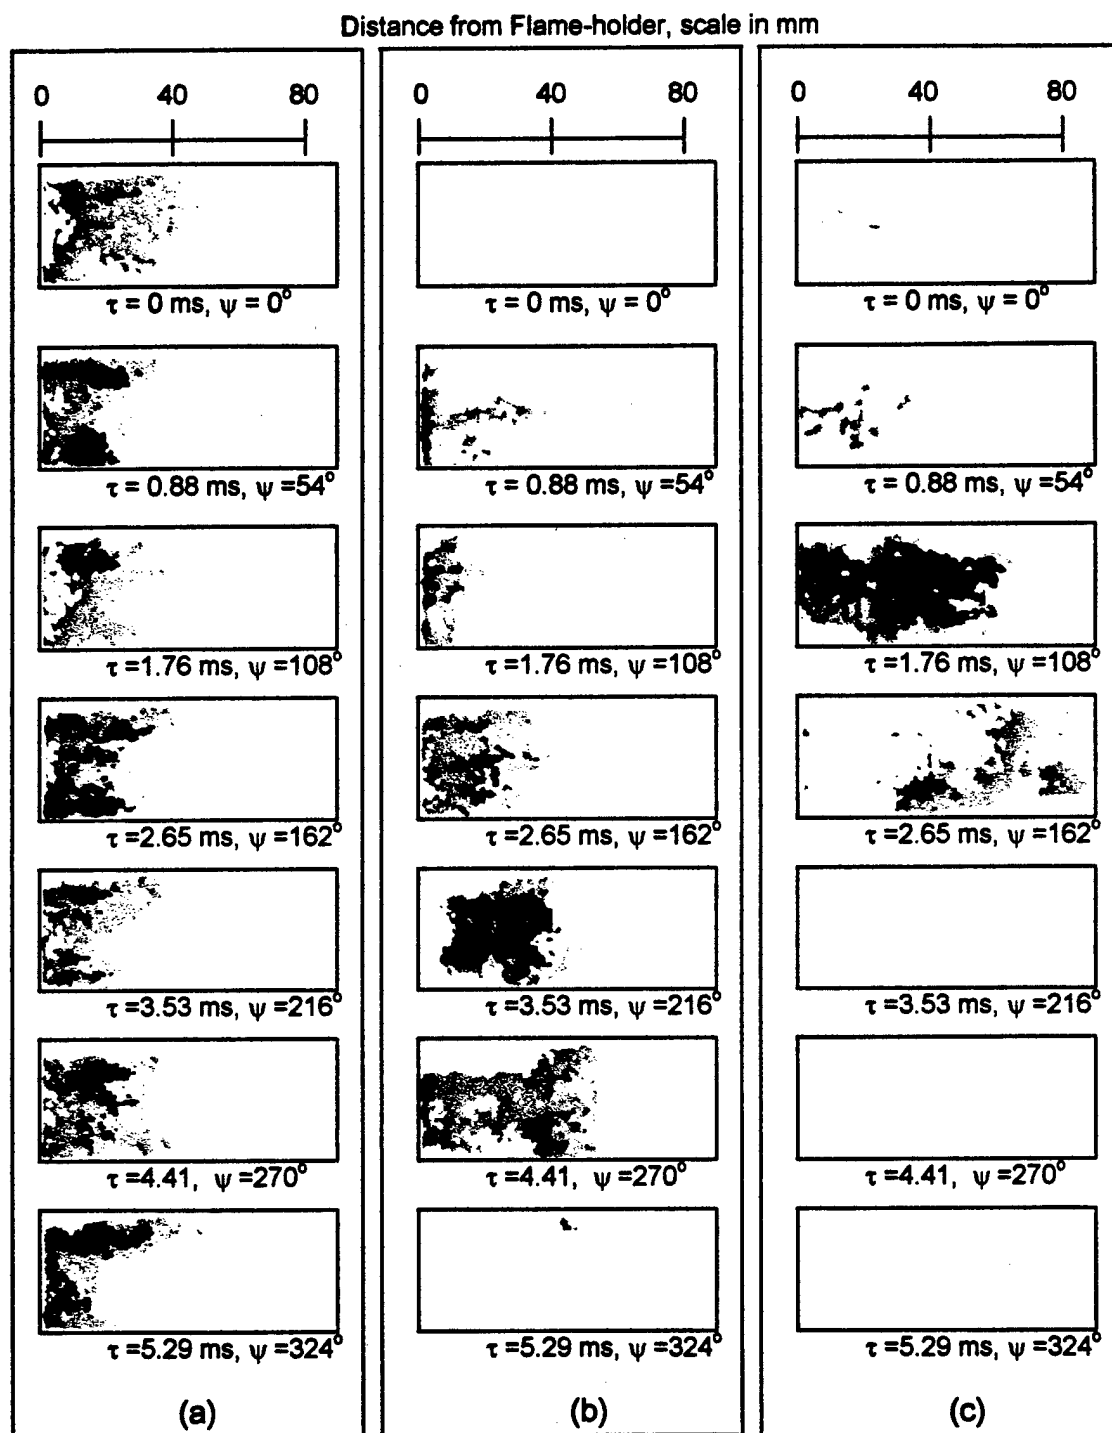 Distance from Flame-holder, scale in mm
0 40 80
τ = 0 ms, ψ = 0°
τ = 0.88 ms, ψ =54°
τ =1.76 ms, ψ =108°
τ =2.65 ms, ψ =162°
τ =3.53 ms, ψ =216°
τ =4.41, ψ =270°
τ =5.29 ms, ψ =324°
(a)
0 40 80
τ = 0 ms, ψ = 0°
τ = 0.88 ms, ψ =54°
τ =1.76 ms, ψ =108°
τ =2.65 ms, ψ =162°
τ =3.53 ms, ψ =216°
τ =4.41, ψ =270°
τ =5.29 ms, ψ =324°
(b)
0 40 80
τ = 0 ms, ψ = 0°
τ = 0.88 ms, ψ =54°
τ =1.76 ms, ψ =108°
τ =2.65 ms, ψ =162°
τ =3.53 ms, ψ =216°
τ =4.41, ψ =270°
τ =5.29 ms, ψ =324°
(c)